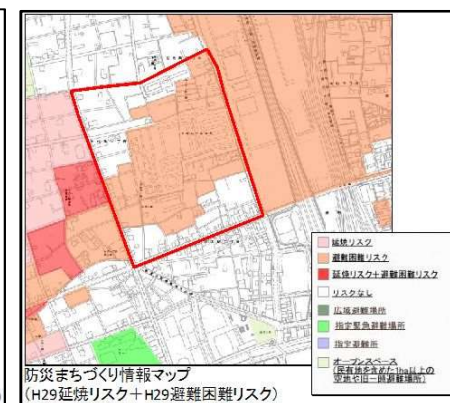 延焼リスク
避難困難リスク
延焼リスク+避難困難リスク
リスクなし
広域避難場所
指定緊急避難場所
指定避難所
オープンスペース
(民有地を含めた1ha以上の
空地や旧一時避難場所)
防災まちづくり情報マップ
(H29延焼リスク+H29避難困難リスク)